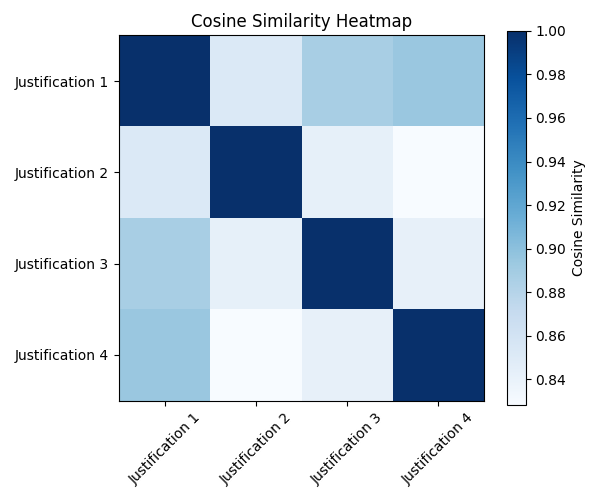 Cosine Similarity Heatmap
Justification 1
Justification 2
Justification 3
Justification 4
Justification 1
Justification 2
Justification 3
Justification 4
1.00
0.98
0.96
0.94
0.92
0.90
0.88
0.86
0.84
Cosine Similarity